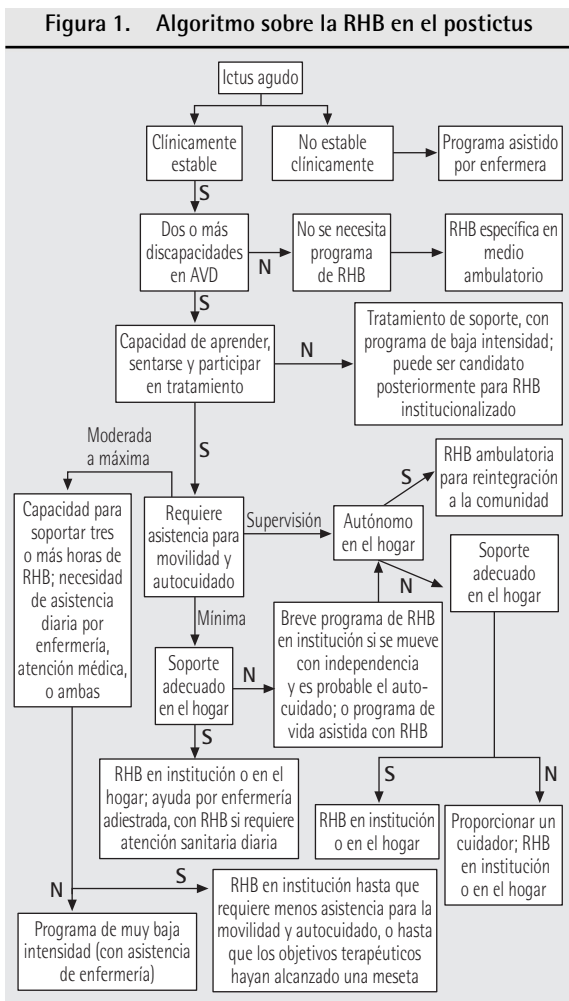 Figura 1. Algoritmo sobre la RHB en el postictus
Ictus agudo
Clínicamente
estable
No estable
clínicamente
Programa asistido
por enfermera
S
Dos o más
discapacidades
en AVD
N
No se necesita
programa
de RHB
RHB específica en
medio
ambulatorio
S
Capacidad de aprender,
sentarse y participar
en tratamiento
N
Tratamiento de soporte, con
programa de baja intensidad;
puede ser candidato
posteriormente para RHB
institucionalizado
Moderada
a máxima
S
Capacidad para
soportar tres
o más horas de
RHB; necesidad
de asistencia
diaria por
enfermería,
atención médica,
o ambas
Requiere
asistencia para
movilidad y
autocuidado
Supervisión
Autónomo
en el hogar
S
RHB ambulatoria
para reintegración
a la comunidad
N
Soporte
adecuado
en el hogar
Mínima
Soporte
adecuado
en el hogar
N
Breve programa de RHB
en institución si se mueve
con independencia
y es probable el auto-
cuidado; o programa de
vida asistida con RHB
S
RHB en institución o en el
hogar; ayuda por enfermería
adiestrada, con RHB si requiere
atención sanitaria diaria
S
RHB en institución
o en el hogar
N
Proporcionar un
cuidador; RHB
en institución
o en el hogar
N
Programa de muy baja
intensidad (con asistencia
de enfermería)
S
RHB en institución hasta que
requiere menos asistencia para la
movilidad y autocuidado, o hasta
que los objetivos terapéuticos
hayan alcanzado una meseta